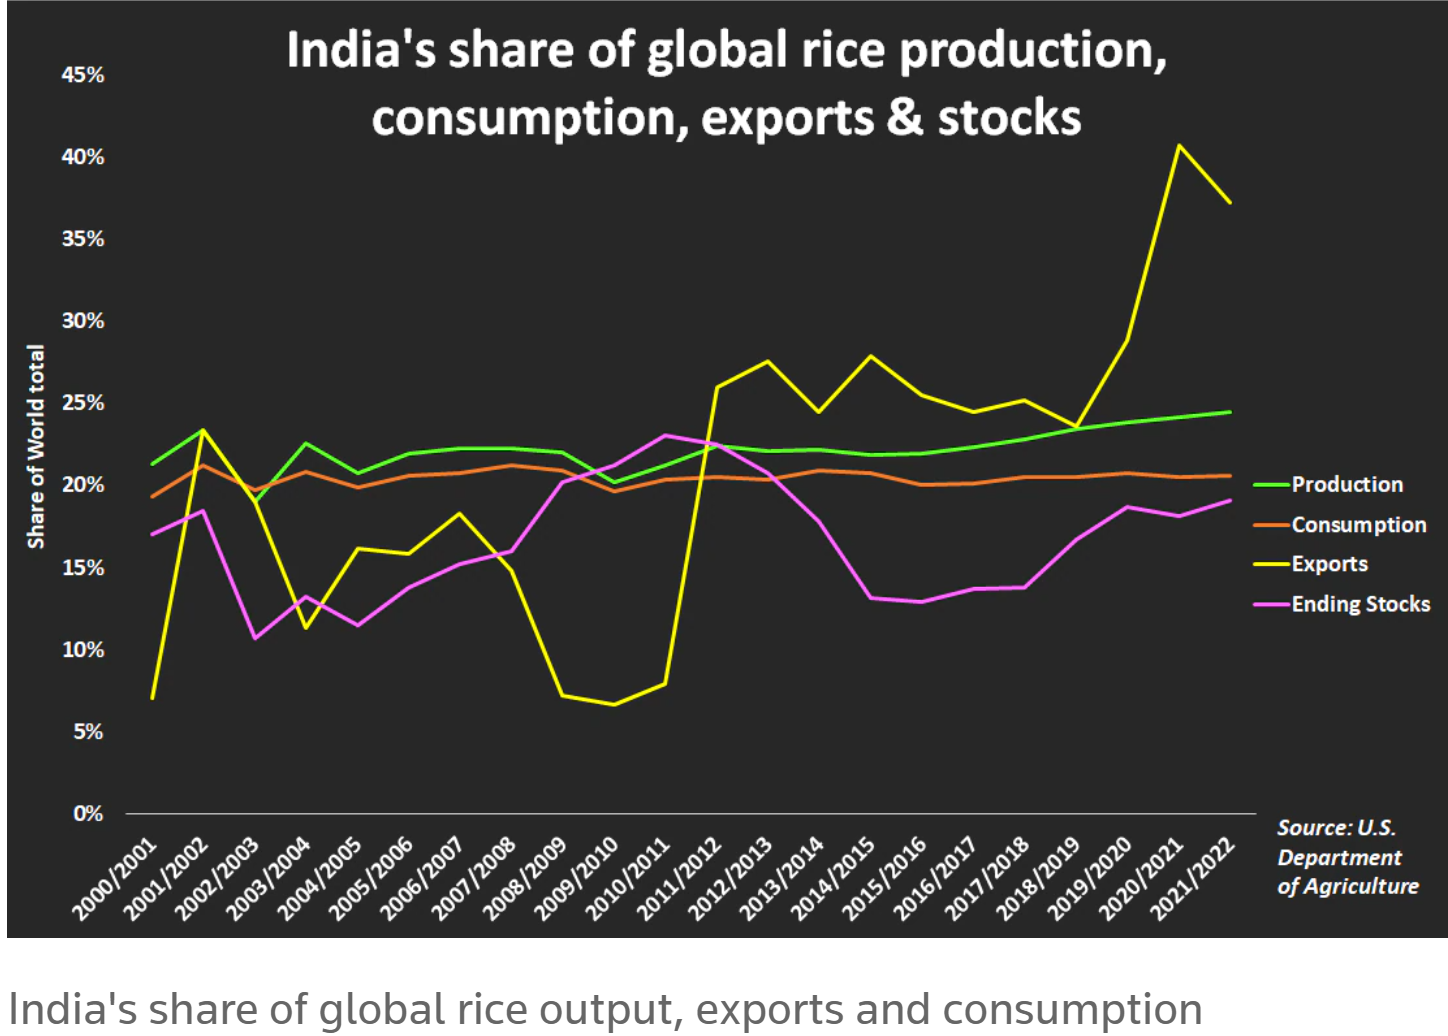 India's share of global rice production,
consumption, exports & stocks
45%
40%
35%
30%
25%
20%
15%
10%
5%
0%
Share of World total
Production
Consumption
Exports
Ending Stocks
2000/2001
2001/2002
2002/2003
2003/2004
2004/2005
2005/2006
2006/2007
2007/2008
2008/2009
2009/2010
2010/2011
2011/2012
2012/2013
2013/2014
2014/2015
2015/2016
2016/2017
2017/2018
2018/2019
2019/2020
2020/2021
2021/2022
Source: U.S.
Department
of Agriculture
India's share of global rice output, exports and consumption